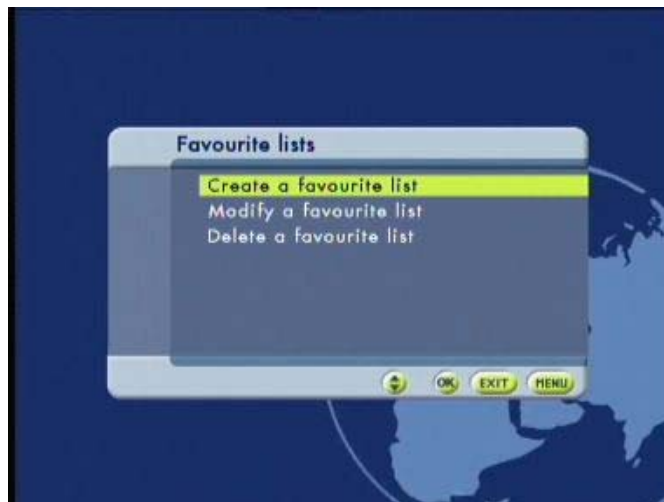 Favourite lists
Create a favourite list
Modify a favourite list
Delete a favourite list
OK EXIT MENU